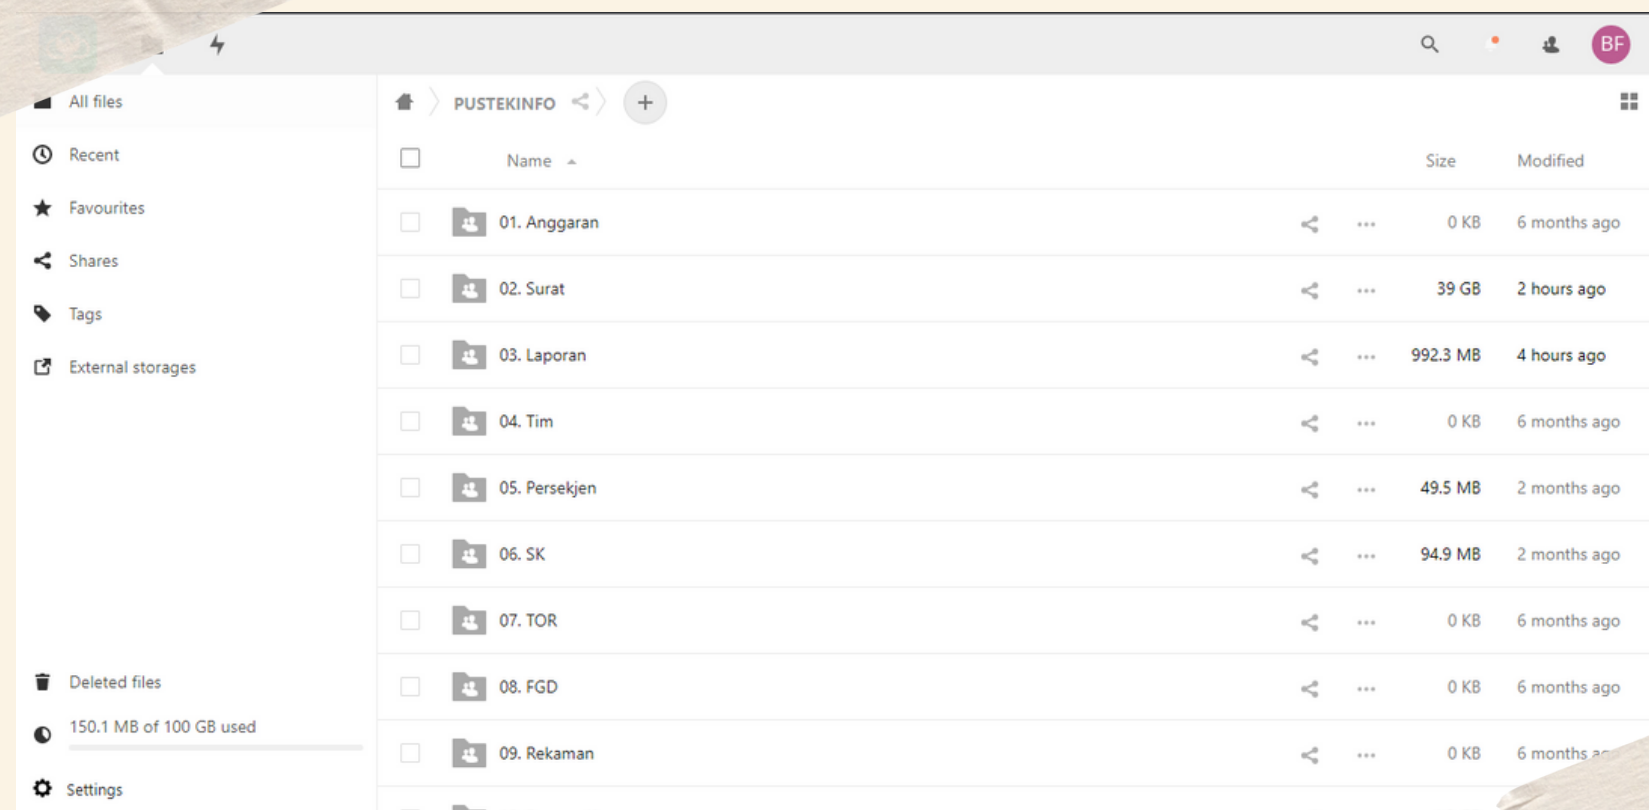 BF
All files
PUSTEKINFO
Recent
Name Size Modified
Favourites
01. Anggaran 0 KB 6 months ago
Shares
02. Surat 39 GB 2 hours ago
Tags
03. Laporan 992.3 MB 4 hours ago
External storages
04. Tim 0 KB 6 months ago
05. Persekjen 49.5 MB 2 months ago
06. SK 94.9 MB 2 months ago
07. TOR 0 KB 6 months ago
Deleted files
08. FGD 0 KB 6 months ago
150.1 MB of 100 GB used
09. Rekaman 0 KB 6 months
Settings